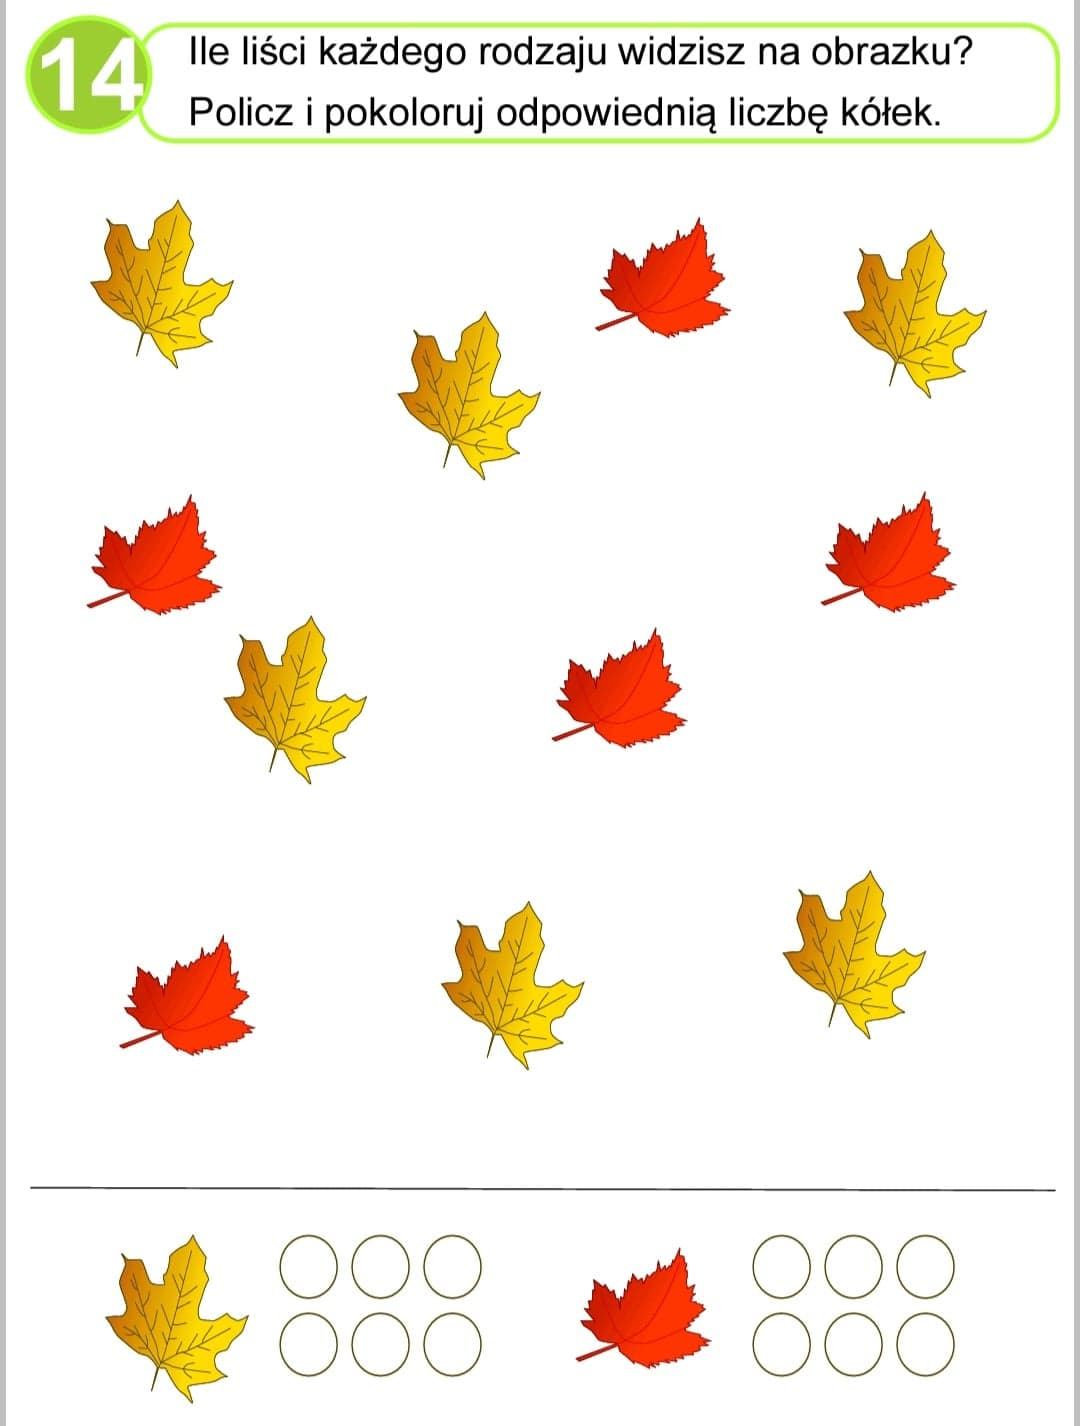 14
Ile liści każdego rodzaju widzisz na obrazku?
Policz i pokoloruj odpowiednią liczbę kółek.